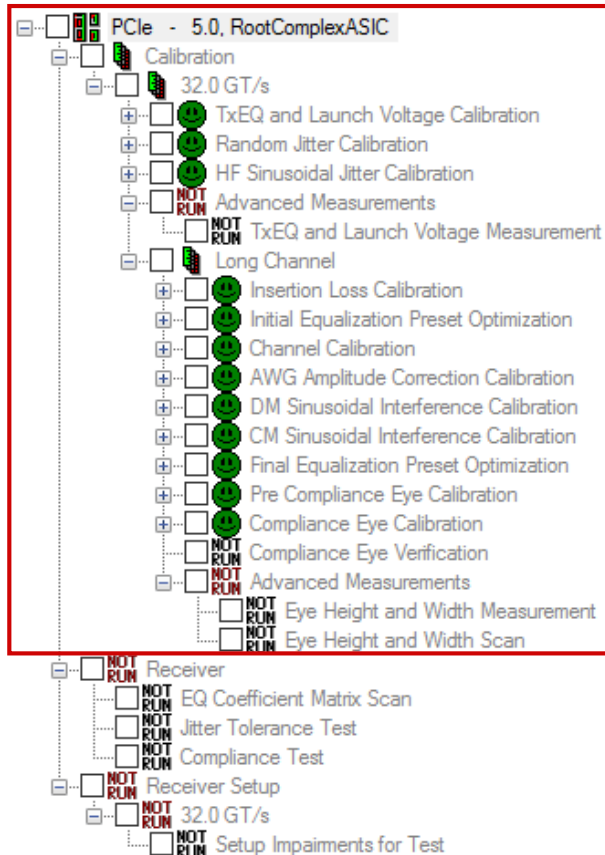 PCIe - 5.0, RootComplexASIC
Calibration
32.0 GT/s
TxEQ and Launch Voltage Calibration
Random Jitter Calibration
HF Sinusoidal Jitter Calibration
NOT RUN Advanced Measurements
NOT RUN TxEQ and Launch Voltage Measurement
Long Channel
Insertion Loss Calibration
Initial Equalization Preset Optimization
Channel Calibration
AWG Amplitude Correction Calibration
DM Sinusoidal Interference Calibration
CM Sinusoidal Interference Calibration
Final Equalization Preset Optimization
Pre Compliance Eye Calibration
Compliance Eye Calibration
NOT RUN Compliance Eye Verification
NOT RUN Advanced Measurements
NOT RUN Eye Height and Width Measurement
NOT RUN Eye Height and Width Scan
NOT RUN Receiver
NOT RUN EQ Coefficient Matrix Scan
NOT RUN Jitter Tolerance Test
NOT RUN Compliance Test
NOT RUN Receiver Setup
NOT RUN 32.0 GT/s
NOT RUN Setup Impairments for Test